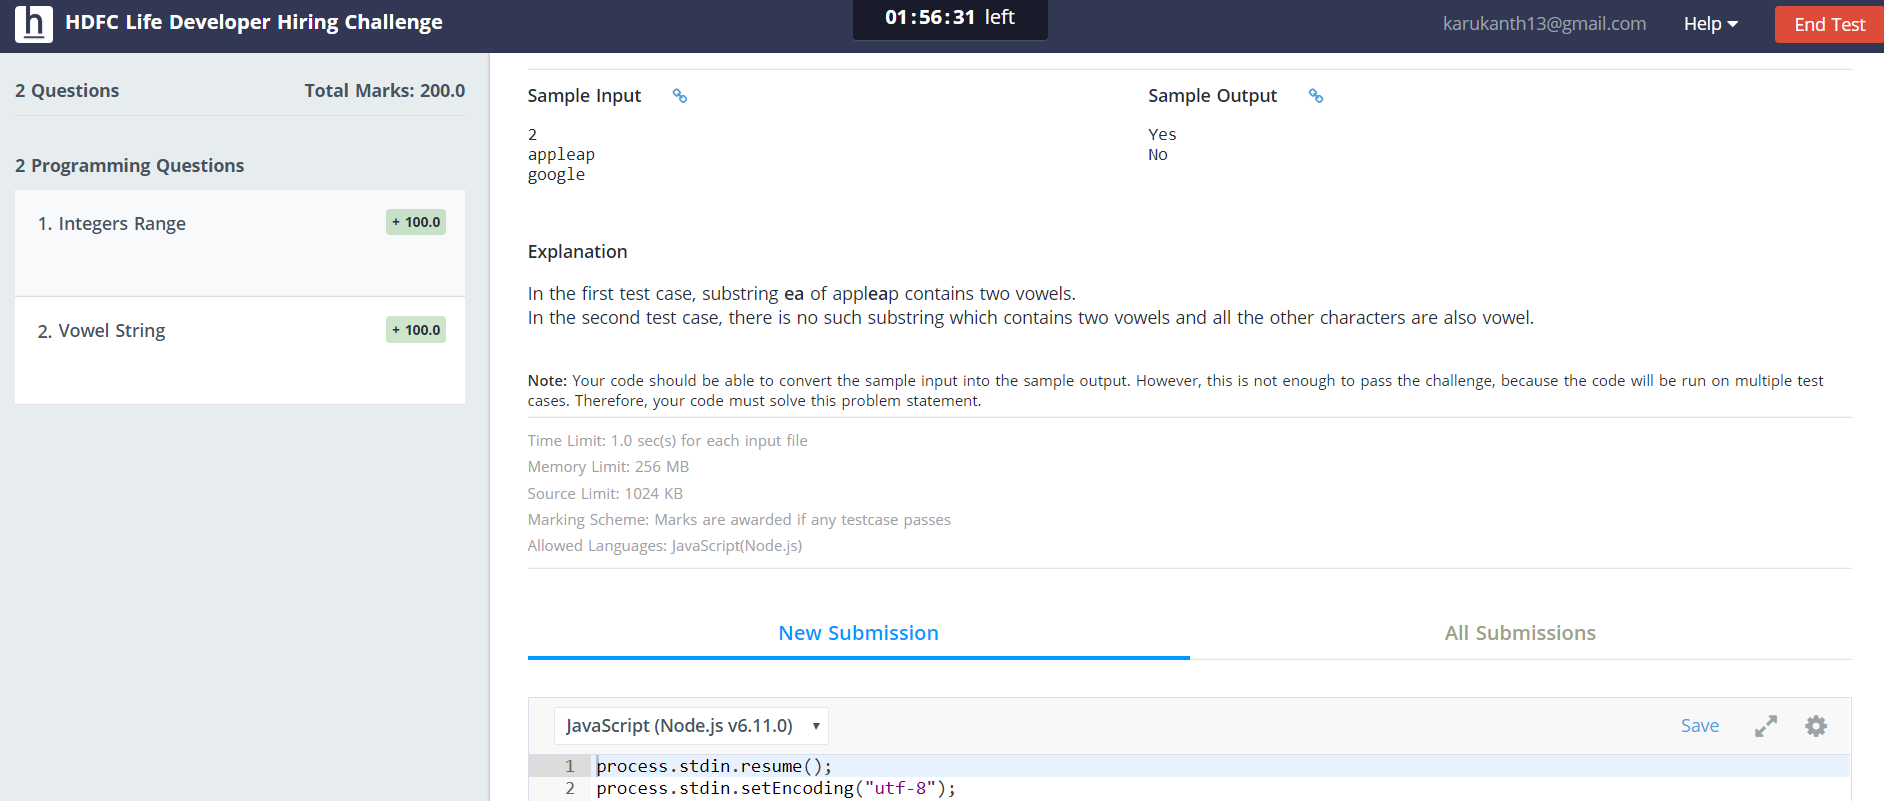 h HDFC Life Developer Hiring Challenge
01:56:31 left
karukanth13@gmail.com Help End Test
2 Questions Total Marks: 200.0
2 Programming Questions
1. Integers Range + 100.0
2. Vowel String + 100.0
Sample Input Sample Output
2
appleap
google
Yes
No
Explanation
In the first test case, substring ea of appleap contains two vowels.
In the second test case, there is no such substring which contains two vowels and all the other characters are also vowel.
Note: Your code should be able to convert the sample input into the sample output. However, this is not enough to pass the challenge, because the code will be run on multiple test
cases. Therefore, your code must solve this problem statement.
Time Limit: 1.0 sec(s) for each input file
Memory Limit: 256 MB
Source Limit: 1024 KB
Marking Scheme: Marks are awarded if any testcase passes
Allowed Languages: JavaScript(Node.js)
New Submission All Submissions
JavaScript (Node.js v6.11.0) Save
1 process.stdin.resume();
2 process.stdin.setEncoding("utf-8");